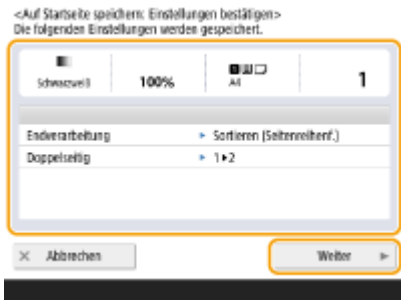 <Auf Startseite speichern: Einstellungen bestätigen>
Die folgenden Einstellungen werden gespeichert.
Schwarzweiß 100% A4 1
Endverarbeitung ▸ Sortieren (Seitenreihenf.)
Doppelseitig ▸ 1▸2
× Abbrechen Weiter ▸